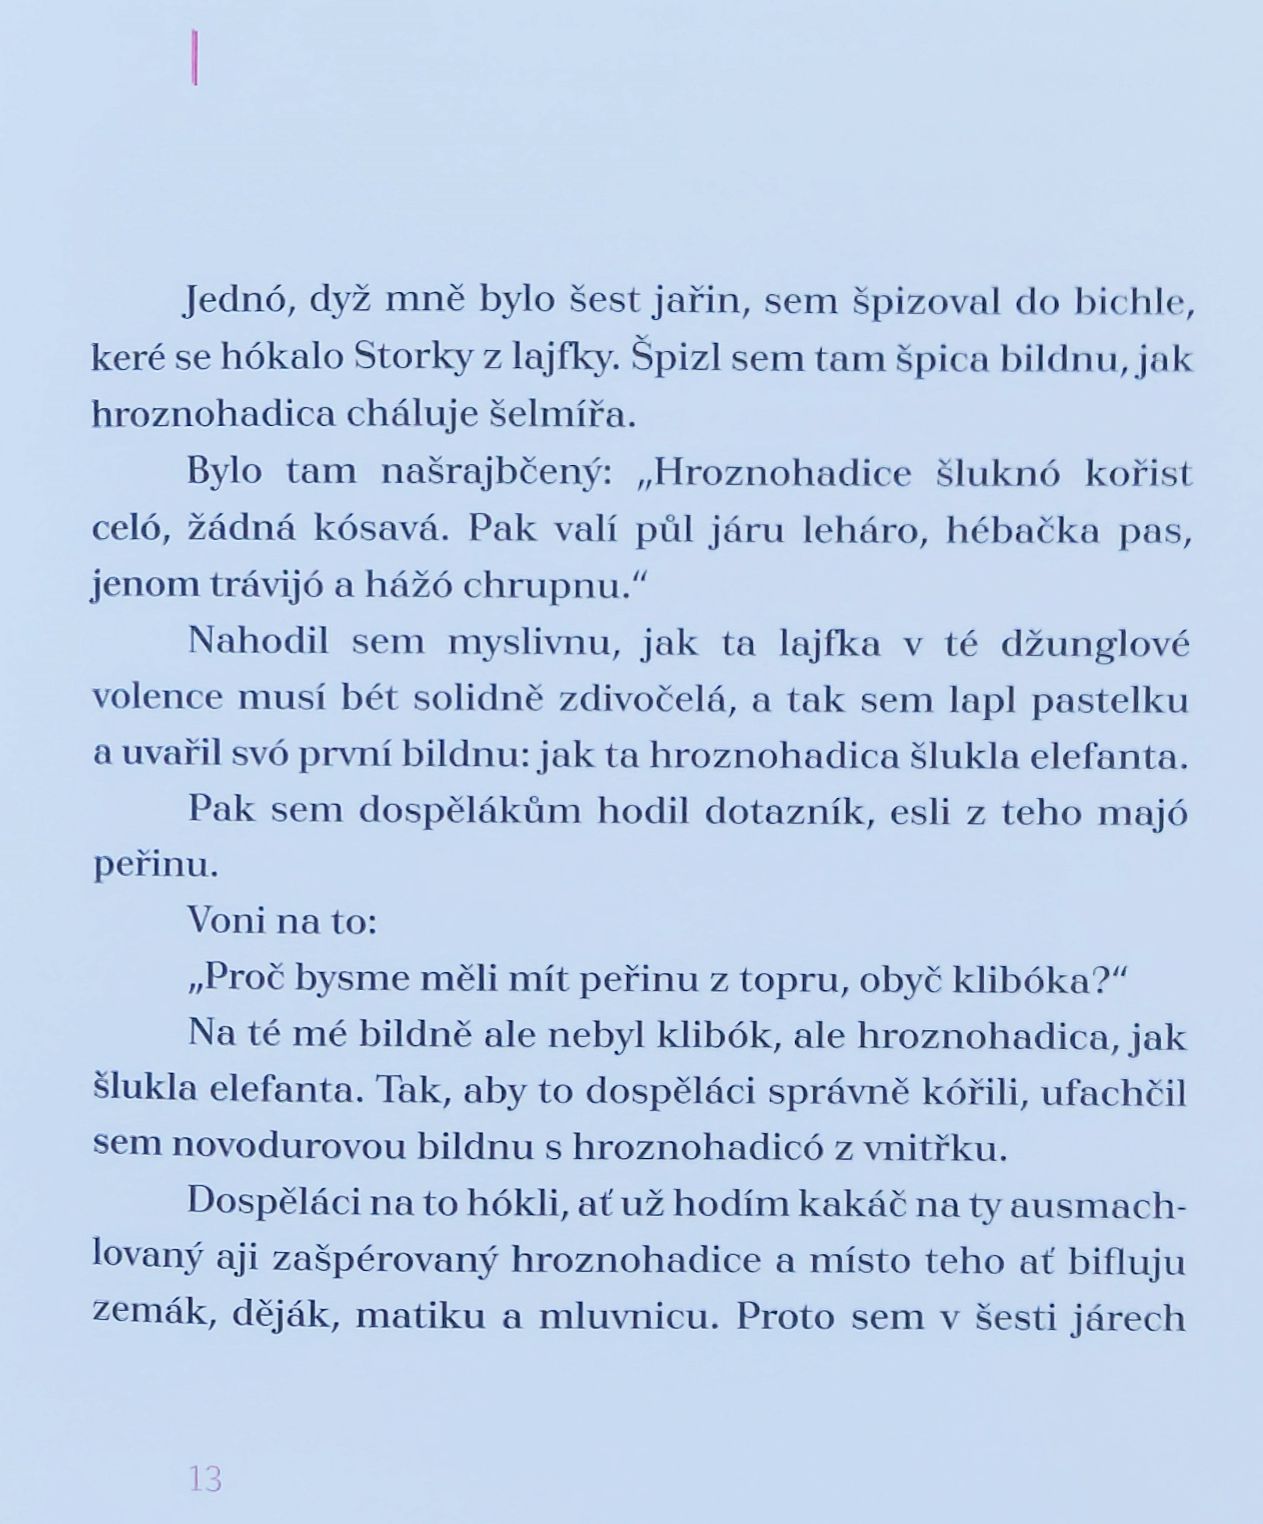 I
Jednó, dyž mně bylo šest jařin, sem špizoval do bichle,
keré se hókalo Storky z lajfky. Špizl sem tam špica bildnu, jak
hroznohadica cháluje šelmířa.
Bylo tam našrajbčený: „Hroznohadice šluknó kořist
celó, žádná kósavá. Pak valí půl járu leháro, hébačka pas,
jenom trávijó a hážó chrupnu.“
Nahodil sem myslivnu, jak ta lajfka v té džunglové
volence musí bét solidně zdivočelá, a tak sem lapl pastelku
a uvařil svó první bildnu: jak ta hroznohadica šlukla elefanta.
Pak sem dospělákům hodil dotazník, esli z teho majó
peřinu.
Voni na to:
„Proč bysme měli mít peřinu z topru, obyč klibóka?“
Na té mé bildně ale nebyl klibók, ale hroznohadica, jak
šlukla elefanta. Tak, aby to dospěláci správně kóřili, ufachčil
sem novodurovou bildnu s hroznohadicó z vnitřku.
Dospěláci na to hókli, ať už hodím kakáč na ty ausmach-
lovaný aji zašpérovaný hroznohadice a místo teho ať bifluju
zemák, děják, matiku a mluvnicu. Proto sem v šesti járech
13